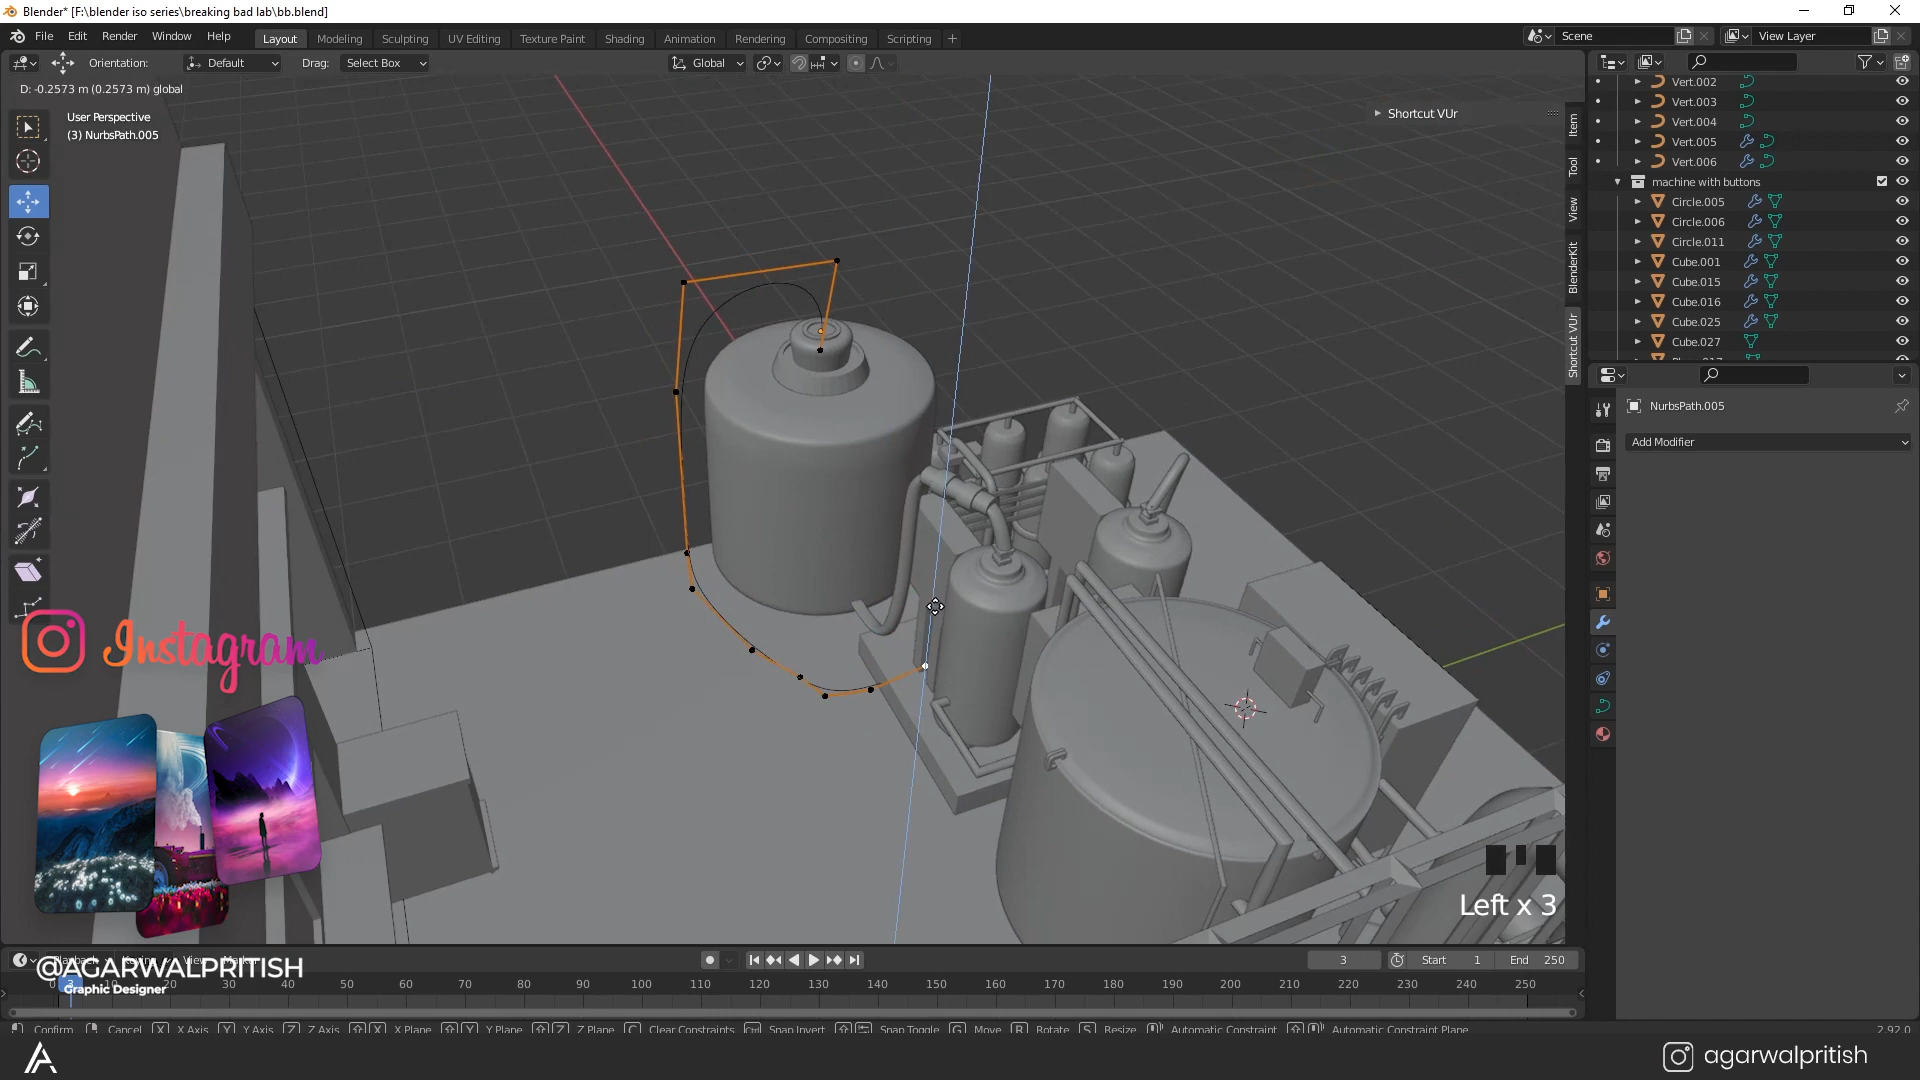 Blender* [F:\blender iso series\breaking bad lab\bb.blend]
File Edit Render Window Help Layout Modeling Sculpting UV Editing Texture Paint Shading Animation Rendering Compositing Scripting Scene View Layer
Orientation: Default Drag: Select Box Global
D: -0.2573 m (0.2573 m) global
User Perspective
(3) NurbsPath.005
Shortcut VUr
Item
Tool
View
BlenderKit
Shortcut VUr
Vert.002
Vert.003
Vert.004
Vert.005
Vert.006
machine with buttons
Circle.005
Circle.006
Circle.011
Cube.001
Cube.015
Cube.016
Cube.025
Cube.027
NurbsPath.005
Add Modifier
Instagram
Left x 3
@AGARWALPRITISH
Graphic Designer
3 Start 1 End 250
0 3 10 20 30 40 50 60 70 80 90 100 110 120 130 140 150 160 170 180 190 200 210 220 230 240 250
Confirm Cancel X X Axis Y Y Axis Z Z Axis X X Plane Y Y Plane Z Z Plane C Clear Constraints Snap Invert Snap Toggle G Move R Rotate S Resize Automatic Constraint Automatic Constraint Plane 2.92.0
agarwalpritish